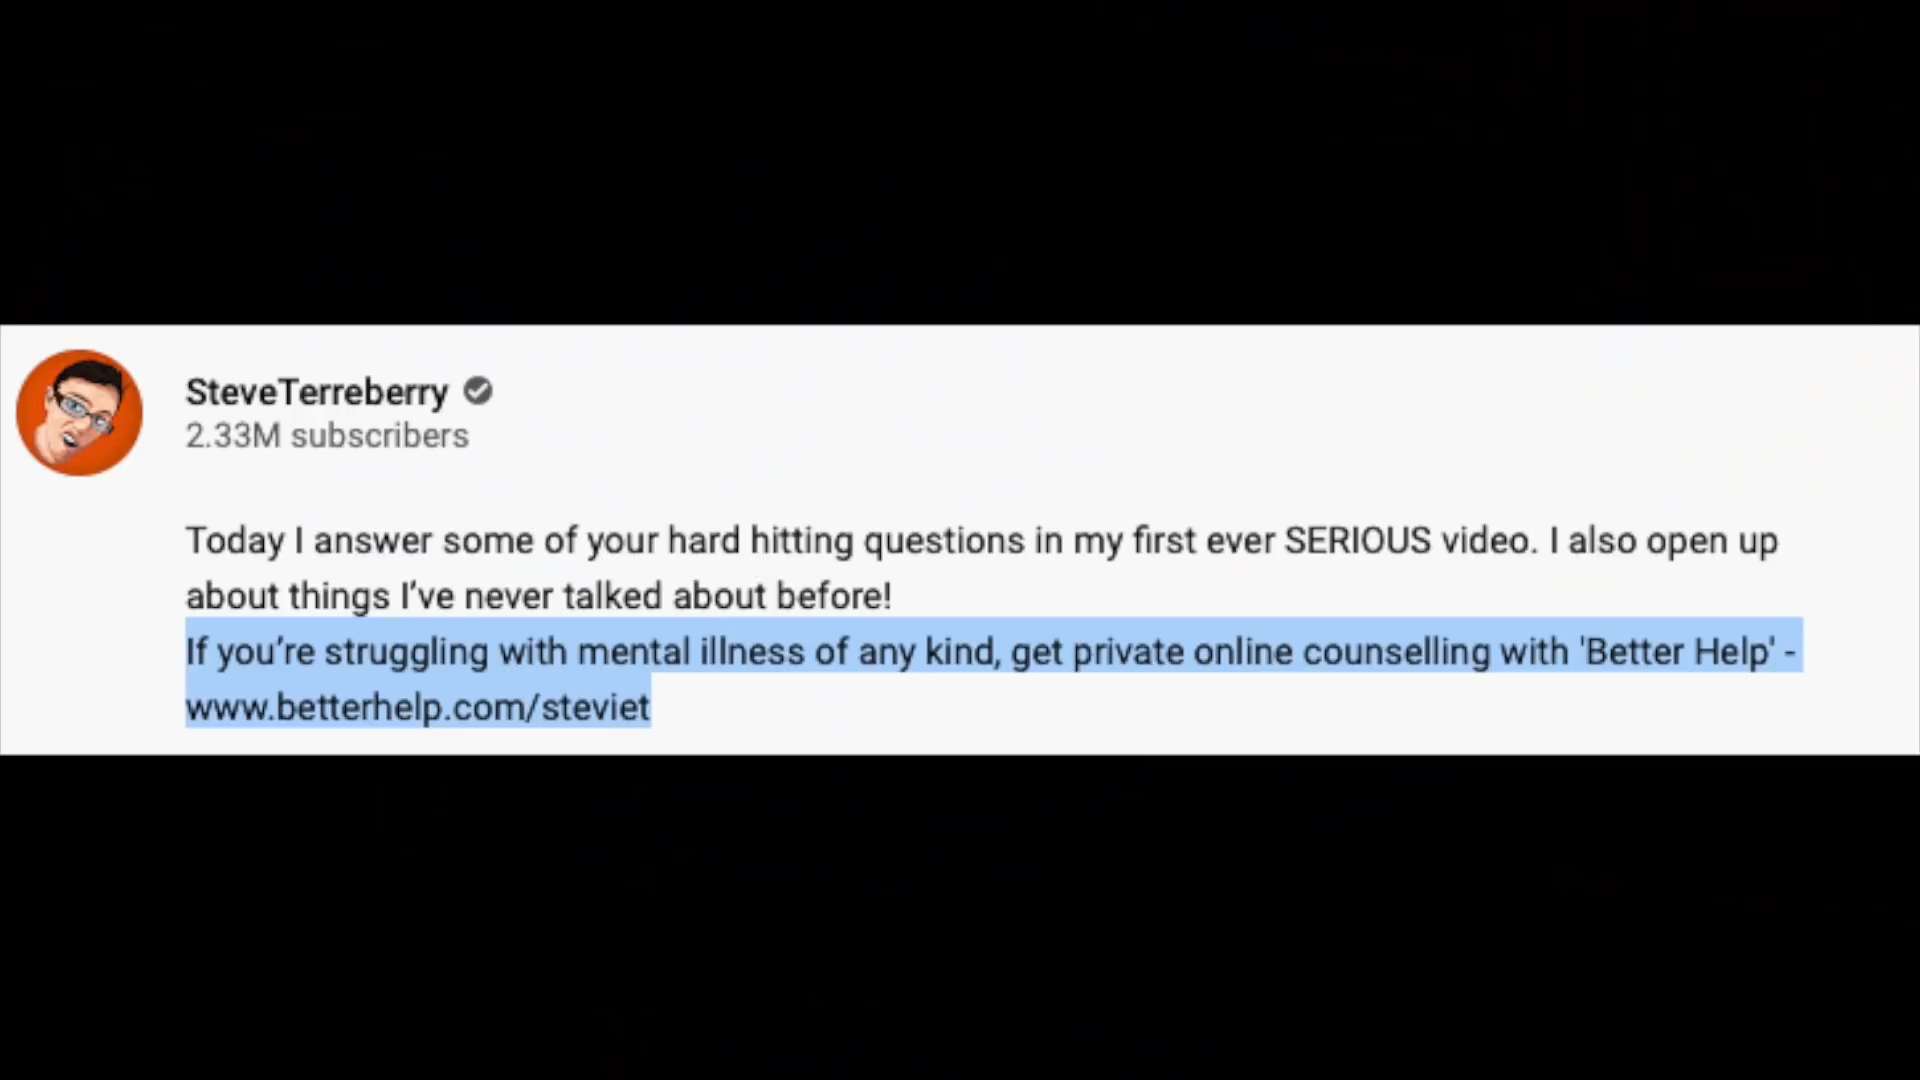 SteveTerreberry
2.33M subscribers
Today I answer some of your hard hitting questions in my first ever SERIOUS video. I also open up
about things I’ve never talked about before!
If you’re struggling with mental illness of any kind, get private online counselling with 'Better Help' -
www.betterhelp.com/steviet